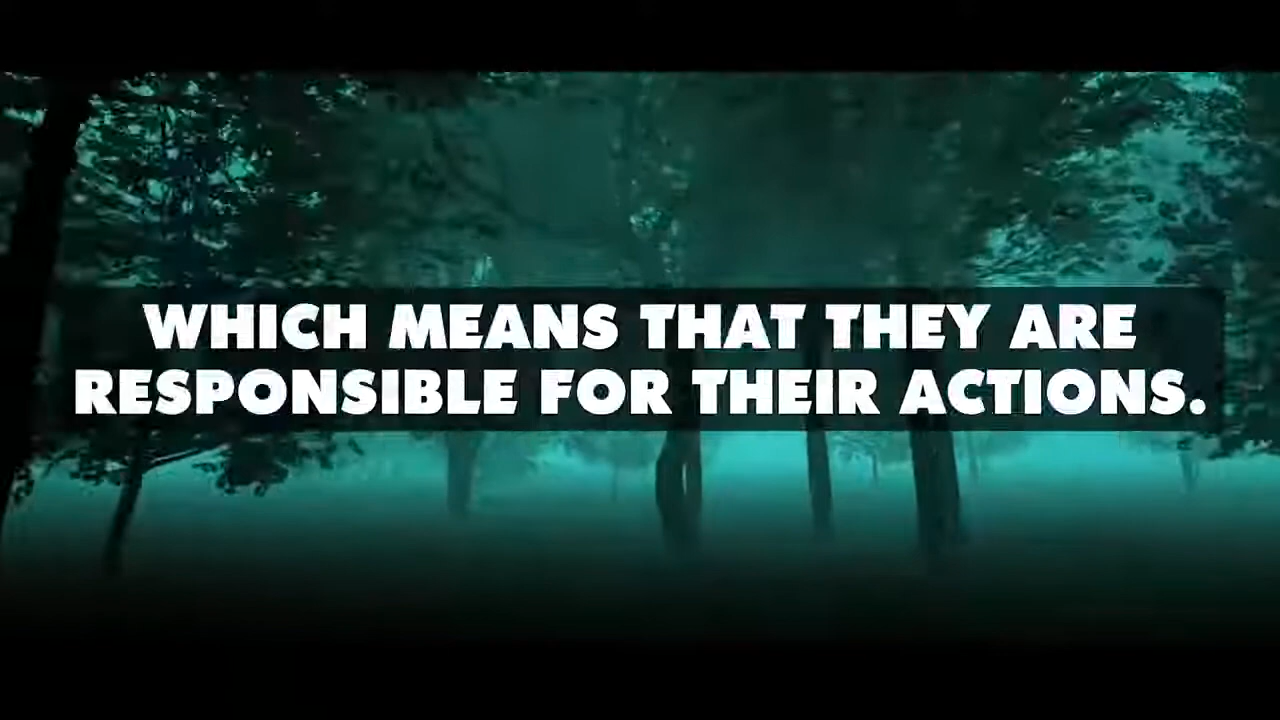 WHICH MEANS THAT THEY ARE
RESPONSIBLE FOR THEIR ACTIONS.